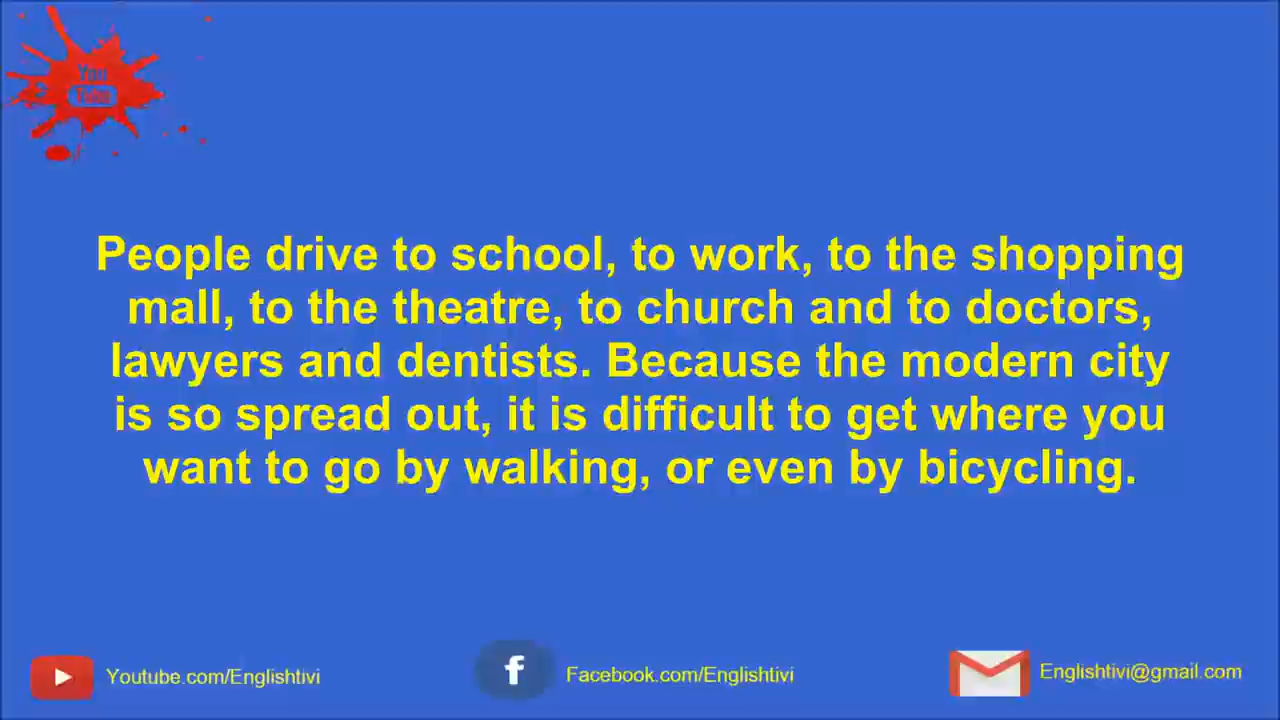 You
Tube
People drive to school, to work, to the shopping
mall, to the theatre, to church and to doctors,
lawyers and dentists. Because the modern city
is so spread out, it is difficult to get where you
want to go by walking, or even by bicycling.
Youtube.com/Englishtivi
f
Facebook.com/Englishtivi
Englishtivi@gmail.com